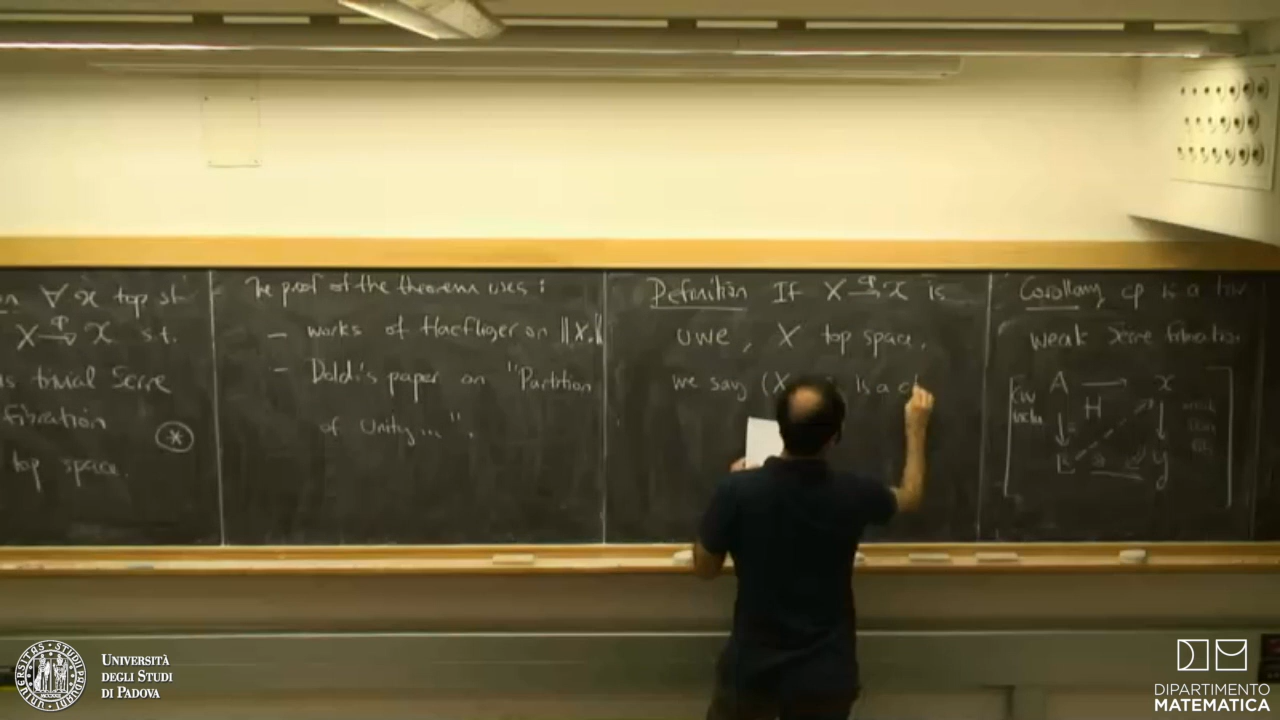 ∀ 𝔛 top st
X →φ 𝔛 s.t.
trivial Serre
fibration ⊛
top space.
The proof of the theorem uses:
- works of Haefliger on ||X.||
- Dold's paper on "Partition
of Unity...".
Definition If X →φ 𝔛 is
uwe, X top space,
we say (X is a
Corollary φ is a
weak Serre fibration
A → 𝔛
H
UNIVERSITÀ
DEGLI STUDI
DI PADOVA
DIPARTIMENTO
MATEMATICA